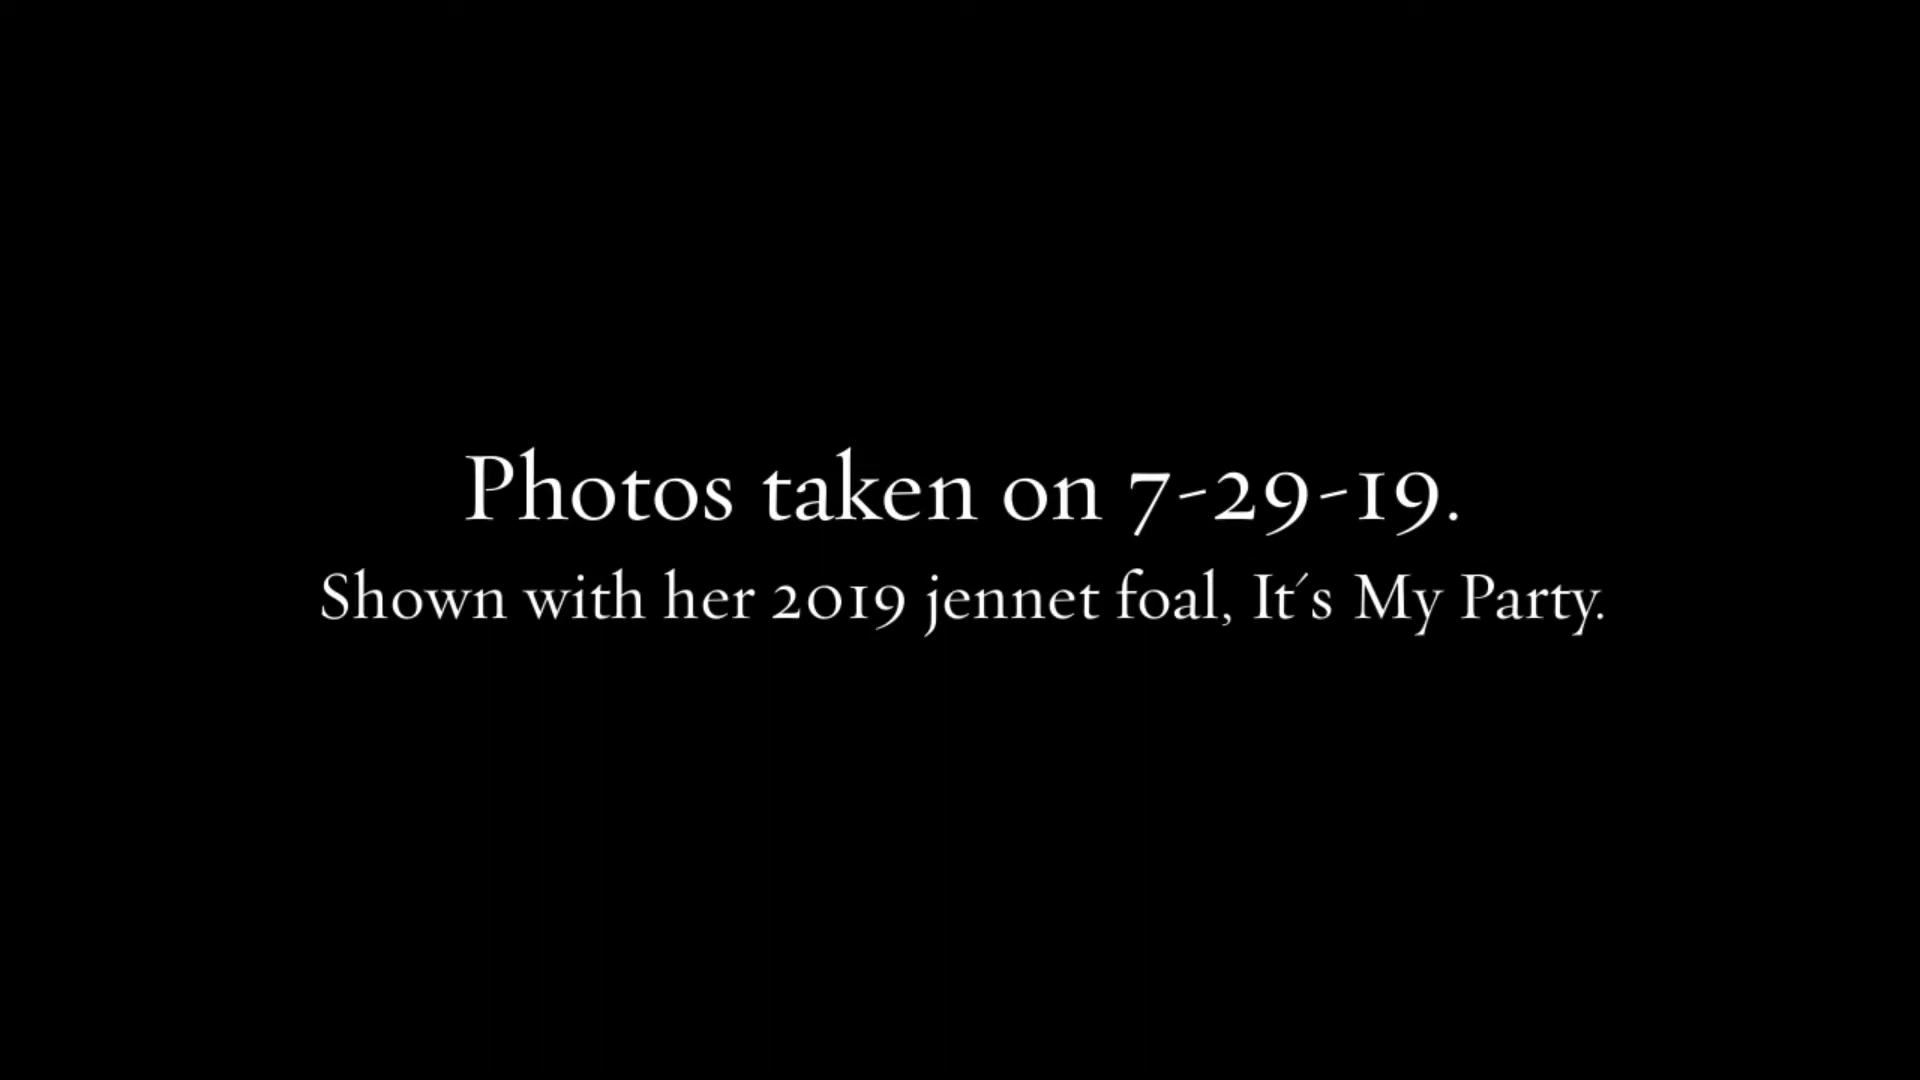 Photos taken on 7-29-19.
Shown with her 2019 jennet foal, It´s My Party.